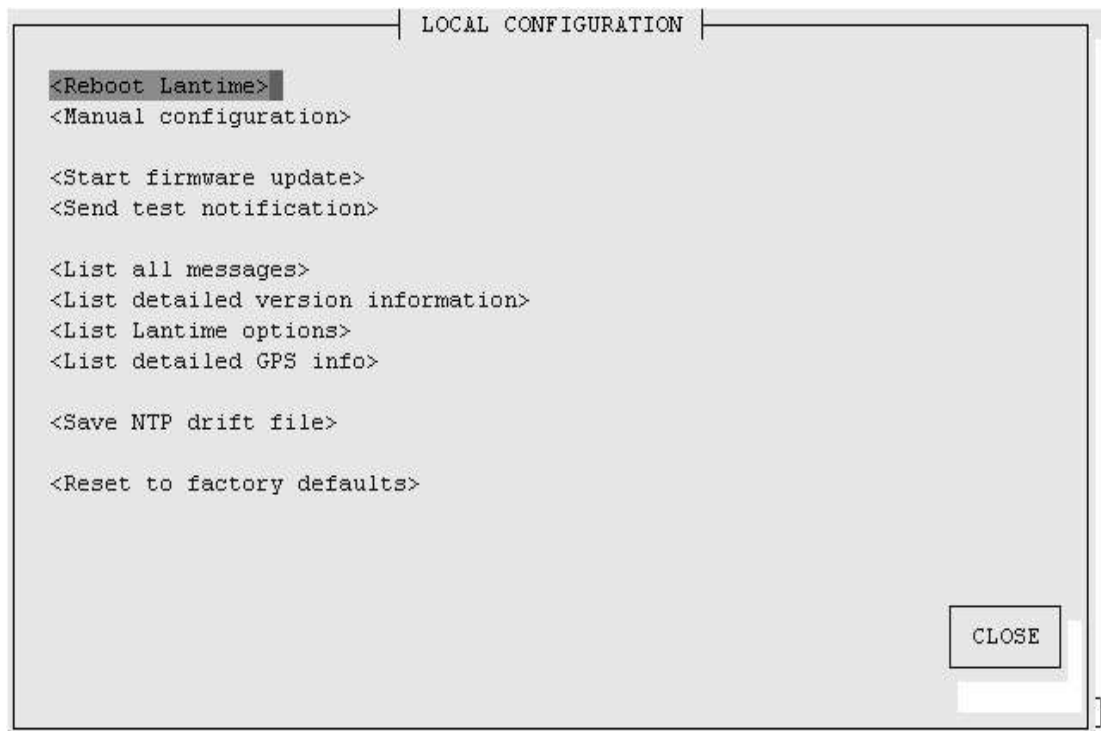 LOCAL CONFIGURATION
<Reboot Lantime>
<Manual configuration>
<Start firmware update>
<Send test notification>
<List all messages>
<List detailed version information>
<List Lantime options>
<List detailed GPS info>
<Save NTP drift file>
<Reset to factory defaults>
CLOSE